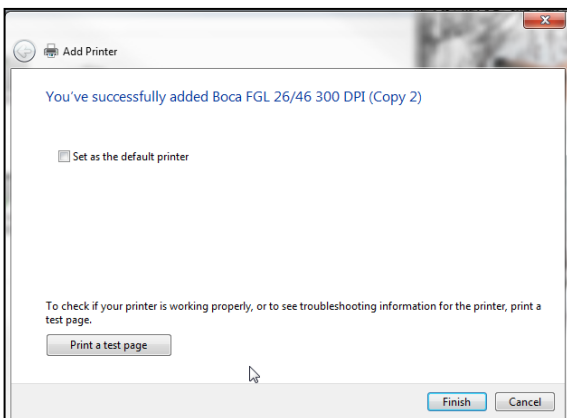 Add Printer
You've successfully added Boca FGL 26/46 300 DPI (Copy 2)
Set as the default printer
To check if your printer is working properly, or to see troubleshooting information for the printer, print a
test page.
Print a test page
Finish
Cancel